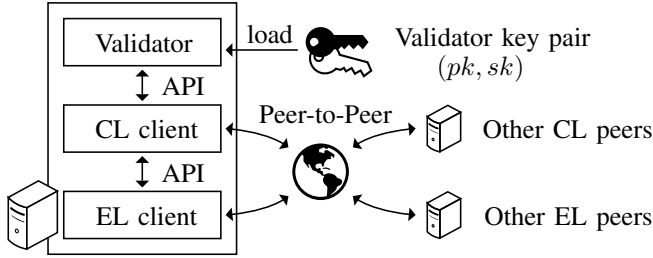 Validator
load
Validator key pair
(pk, sk)
API
CL client
Peer-to-Peer
Other CL peers
API
EL client
Other EL peers